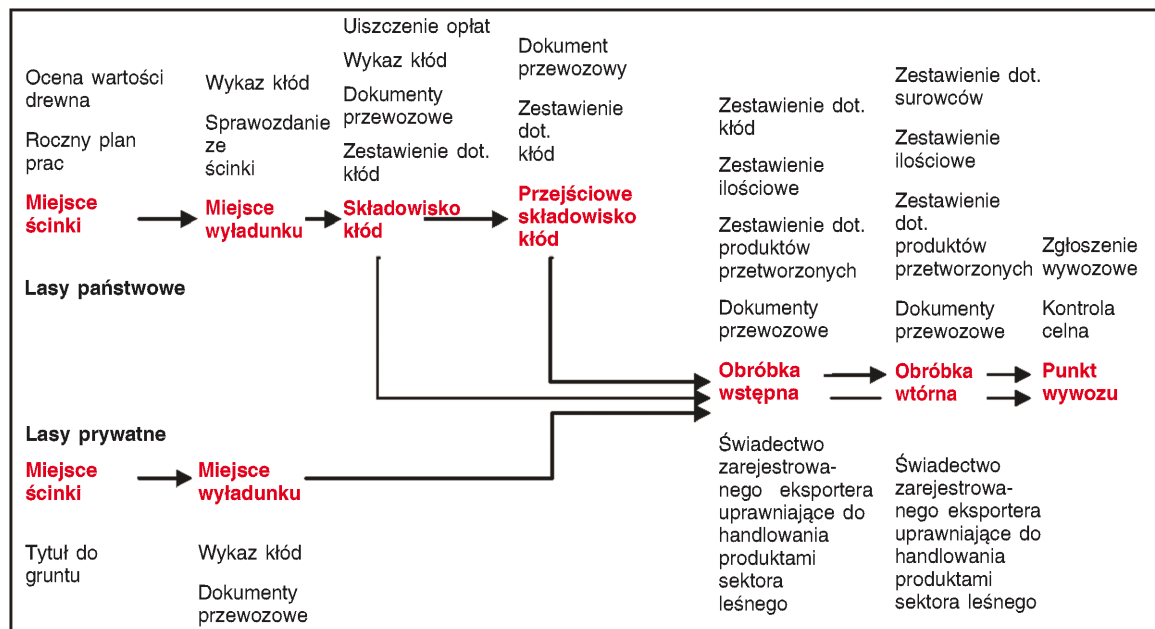 Ocena wartości
drewna
Roczny plan
prac
Miejsce
ścinki
Wykaz kłód
Sprawozdanie
ze
ścinki
Miejsce
wyładunku
Uiszczenie opłat
Wykaz kłód
Dokumenty
przewozowe
Zestawienie dot.
kłód
Składowisko
kłód
Dokument
przewozowy
Zestawienie
dot.
kłód
Przejściowe
składowisko
kłód
Lasy państwowe
Zestawienie dot.
kłód
Zestawienie
ilościowe
Zestawienie dot.
produktów
przetworzonych
Dokumenty
przewozowe
Obróbka
wstępna
Zestawienie dot.
surowców
Zestawienie
ilościowe
Zestawienie
dot.
produktów
przetworzonych
Dokumenty
przewozowe
Obróbka
wtórna
Zgłoszenie
wywozowe
Kontrola
celna
Punkt
wywozu
Lasy prywatne
Miejsce
ścinki
Tytuł do
gruntu
Miejsce
wyładunku
Wykaz kłód
Dokumenty
przewozowe
Świadectwo
zarejestrowa-
nego eksportera
uprawniające do
handlowania
produktami
sektora
leśnego
Świadectwo
zarejestrowa-
nego eksportera
uprawniające do
handlowania
produktami
sektora leśnego